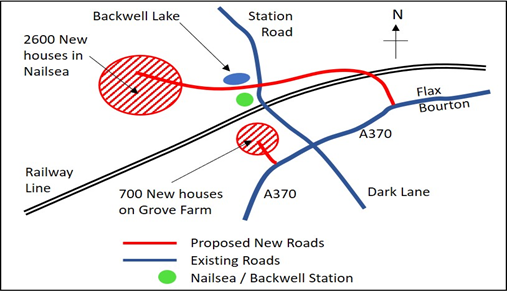 Backwell Lake
Station
Road
N
2600 New
houses in
Nailsea
Flax
Bourton
A370
Railway
Line
700 New houses
on Grove Farm
A370
Dark Lane
Proposed New Roads
Existing Roads
Nailsea / Backwell Station